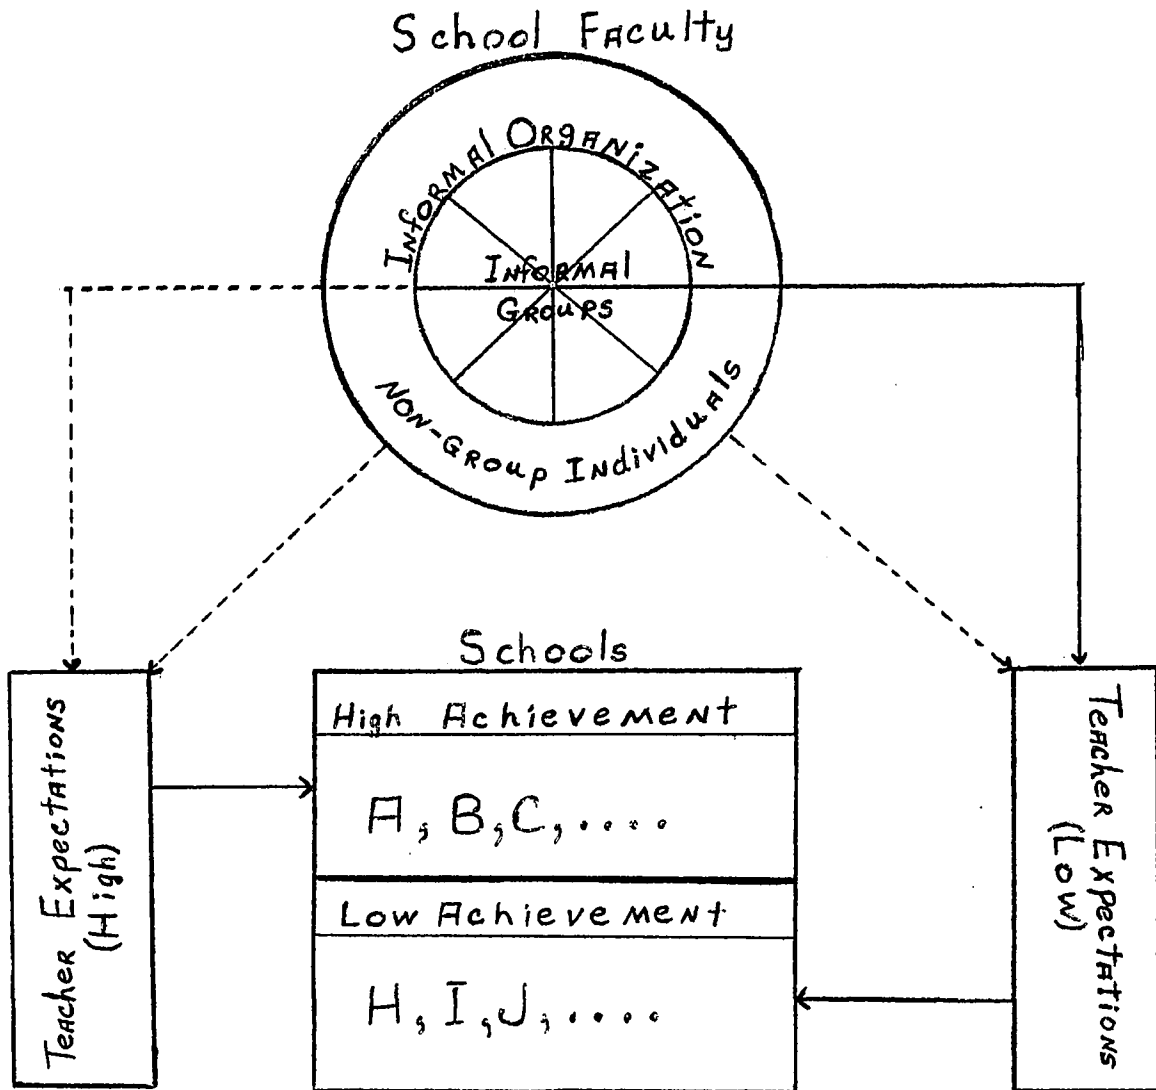 School Faculty
Informal Organization
Informal
Groups
Non-Group Individuals
Schools
High Achievement
A, B, C, ....
Low Achievement
H, I, J, ....
Teacher Expectations
(High)
Teacher Expectations
(Low)